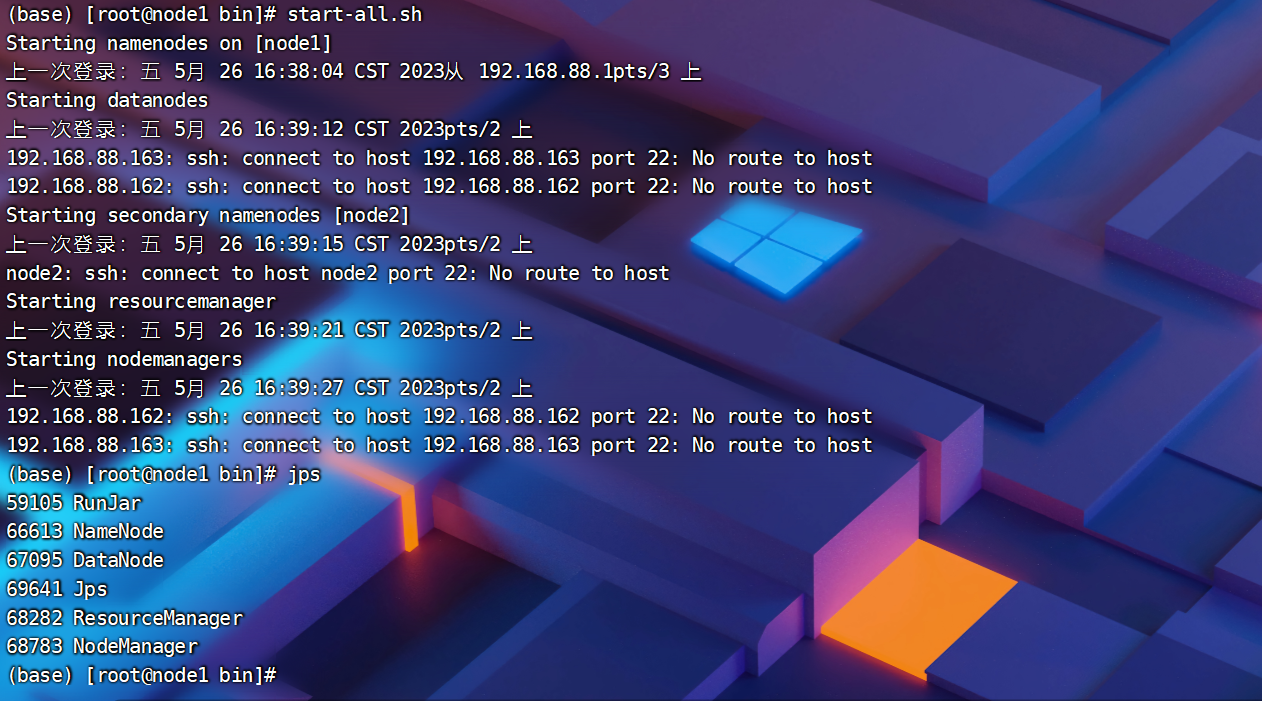 (base) [root@node1 bin]# start-all.sh
Starting namenodes on [node1]
上一次登录: 五 5月 26 16:38:04 CST 2023从 192.168.88.1pts/3 上
Starting datanodes
上一次登录: 五 5月 26 16:39:12 CST 2023pts/2 上
192.168.88.163: ssh: connect to host 192.168.88.163 port 22: No route to host
192.168.88.162: ssh: connect to host 192.168.88.162 port 22: No route to host
Starting secondary namenodes [node2]
上一次登录: 五 5月 26 16:39:15 CST 2023pts/2 上
node2: ssh: connect to host node2 port 22: No route to host
Starting resourcemanager
上一次登录: 五 5月 26 16:39:21 CST 2023pts/2 上
Starting nodemanagers
上一次登录: 五 5月 26 16:39:27 CST 2023pts/2 上
192.168.88.162: ssh: connect to host 192.168.88.162 port 22: No route to host
192.168.88.163: ssh: connect to host 192.168.88.163 port 22: No route to host
(base) [root@node1 bin]# jps
59105 RunJar
66613 NameNode
67095 DataNode
69641 Jps
68282 ResourceManager
68783 NodeManager
(base) [root@node1 bin]#